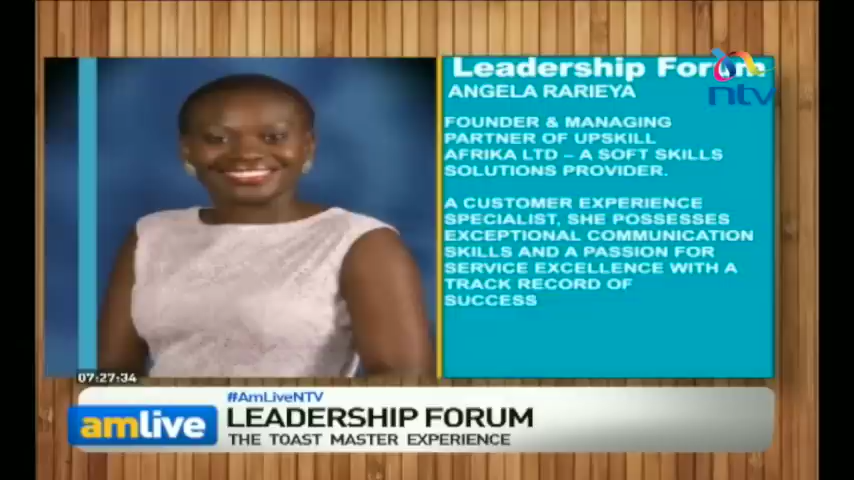 Leadership Forum
ntv
ANGELA RARIEYA
FOUNDER & MANAGING
PARTNER OF UPSKILL
AFRIKA LTD – A SOFT SKILLS
SOLUTIONS PROVIDER.
A CUSTOMER EXPERIENCE
SPECIALIST, SHE POSSESSES
EXCEPTIONAL COMMUNICATION
SKILLS AND A PASSION FOR
SERVICE EXCELLENCE WITH A
TRACK RECORD OF
SUCCESS
07:27:34
#AmLiveNTV
amlive
LEADERSHIP FORUM
THE TOAST MASTER EXPERIENCE